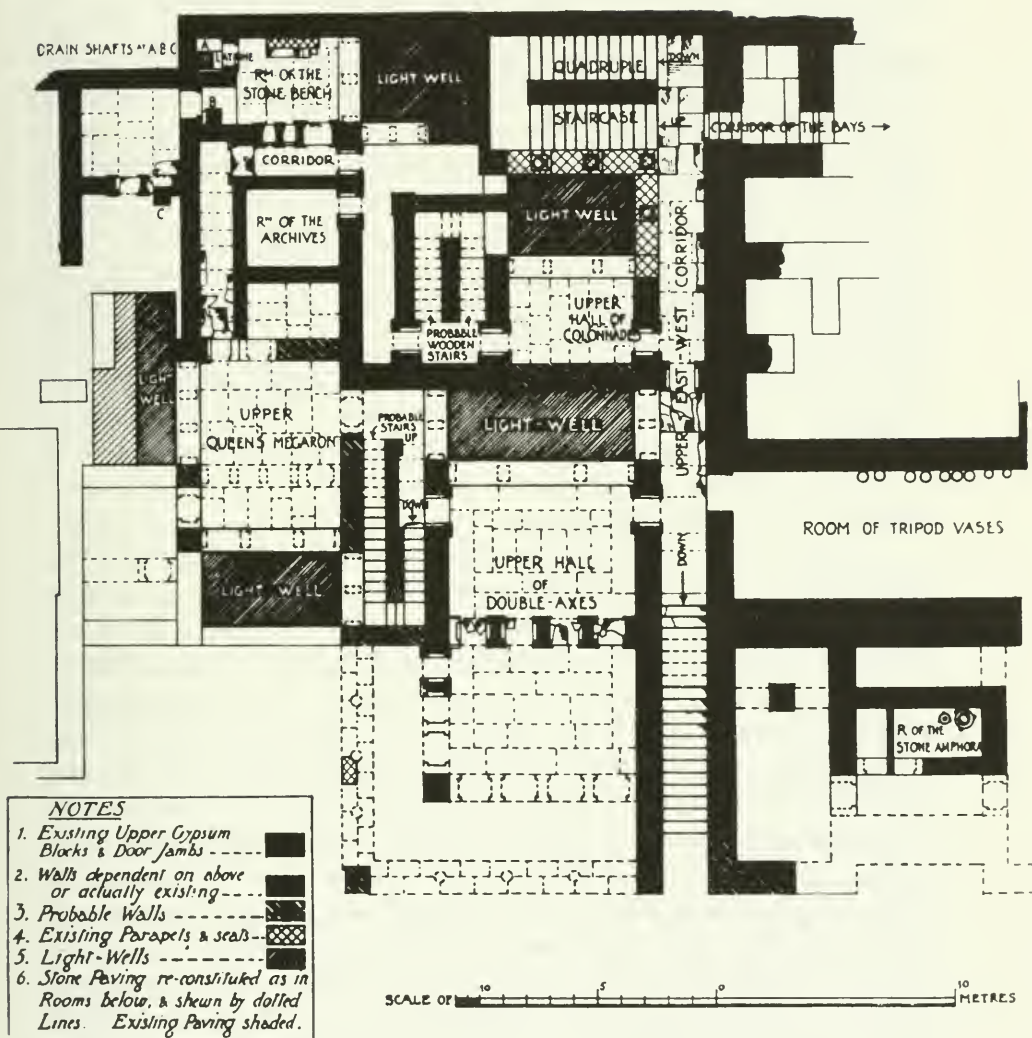 DRAIN SHAFTS AT A B C
A
LATRINE
B
C
RM OF THE
STONE BENCH
LIGHT WELL
QUADRUPLE
STAIRCASE
DOWN
UP
CORRIDOR OF THE BAYS
CORRIDOR
RM OF THE
ARCHIVES
LIGHT WELL
PROBABLE
WOODEN
STAIRS
UPPER
HALL OF
COLONNADES
UPPER EAST-WEST CORRIDOR
LIGHT-
WELL
UPPER
QUEEN'S MEGARON
PROBABLE
STAIRS
UP
DOWN
LIGHT-WELL
ROOM OF TRIPOD VASES
LIGHT-WELL
UPPER HALL
OF
DOUBLE-AXES
DOWN
R. OF THE
STONE AMPHORA
NOTES
1. Existing Upper Gypsum
Blocks & Door Jambs
2. Walls dependent on above
or actually existing
3. Probable Walls
4. Existing Parapets & seats
5. Light-Wells
6. Stone Paving re-constituted as in
Rooms below, & shewn by dotted
Lines. Existing Paving shaded.
SCALE OF 10 5 0 10 METRES